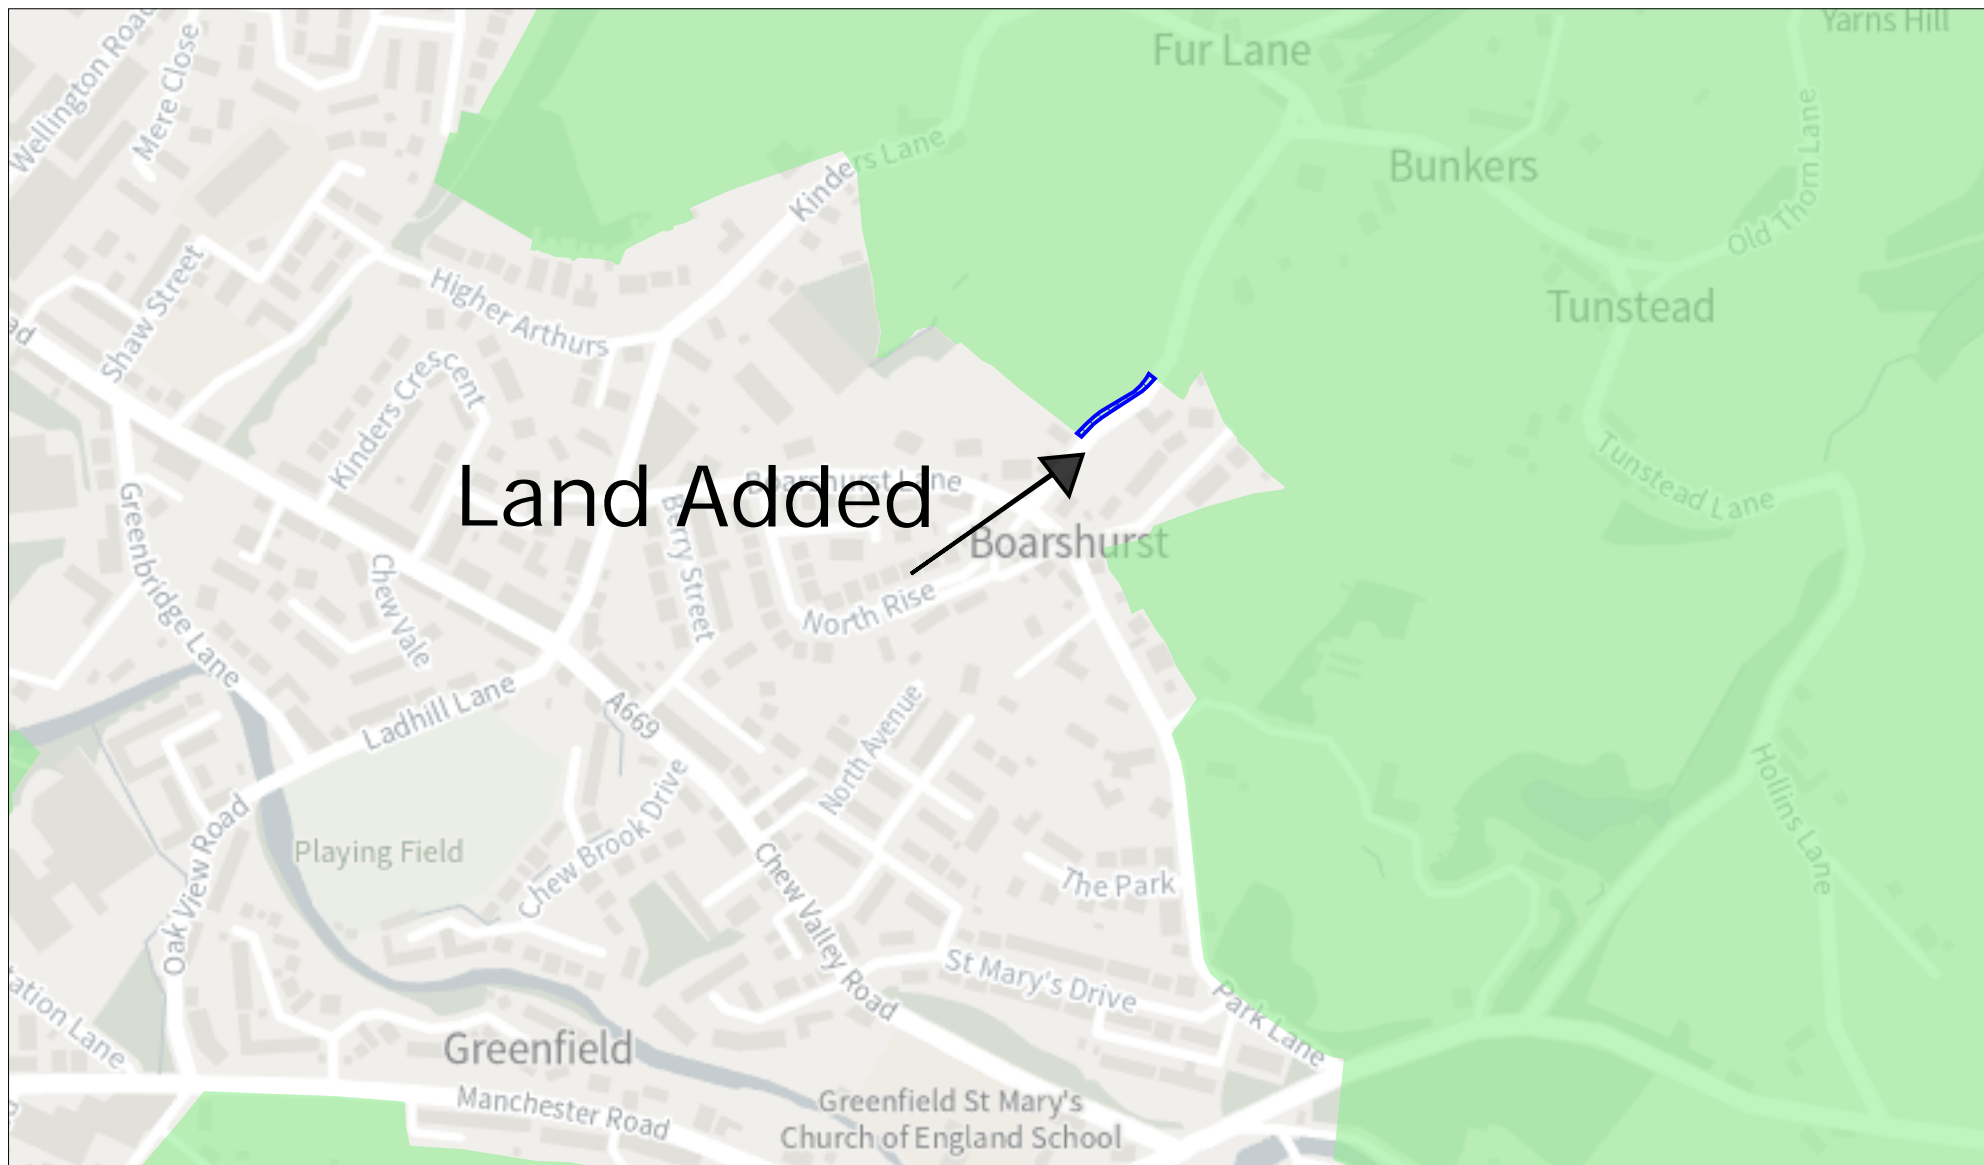 Yarns Hill
Fur Lane
Wellington Road
Mere Close
Kinders Lane
Bunkers
Old Thorn Lane
Shaw Street
Higher Arthurs
Tunstead
Kinders Crescent
Land Added
Boarshurst Lane
Tunstead Lane
Greenbridge Lane
Berry Street
Boarshurst
Chew Vale
North Rise
Ladhill Lane
A669
North Avenue
Hollins Lane
Chew Brook Drive
Oak View Road
Playing Field
Chew Valley Road
The Park
St Mary's Drive
Park Lane
ation Lane
Greenfield
Manchester Road
Greenfield St Mary's
Church of England School